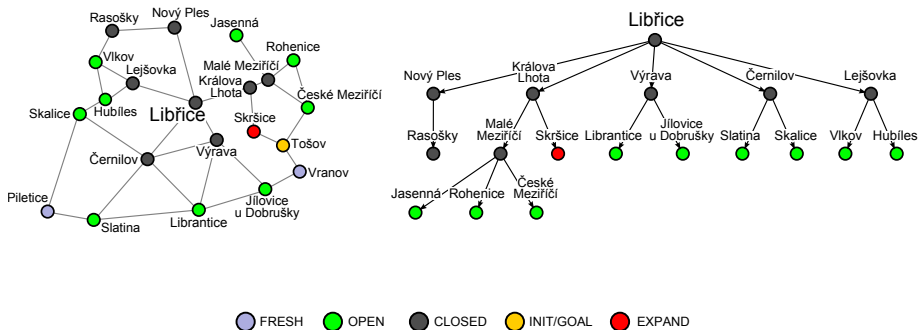 Rasošky
Nový Ples
Jasenná
Rohenice
Vlkov
Lejšovka
Malé Meziříčí
Králova
Lhota
České Meziříčí
Skalice
Hubíles
Libřice
Skršice
Tošov
Černilov
Výrava
Vranov
Piletice
Slatina
Librantice
Jílovice
u Dobrušky
Libřice
Nový Ples
Králova
Lhota
Výrava
Černilov
Lejšovka
Rasošky
Malé
Meziříčí
Skršice
Librantice
Jílovice
u Dobrušky
Slatina
Skalice
Vlkov
Hubíles
Jasenná
Rohenice
České
Meziříčí
FRESH
OPEN
CLOSED
INIT/GOAL
EXPAND